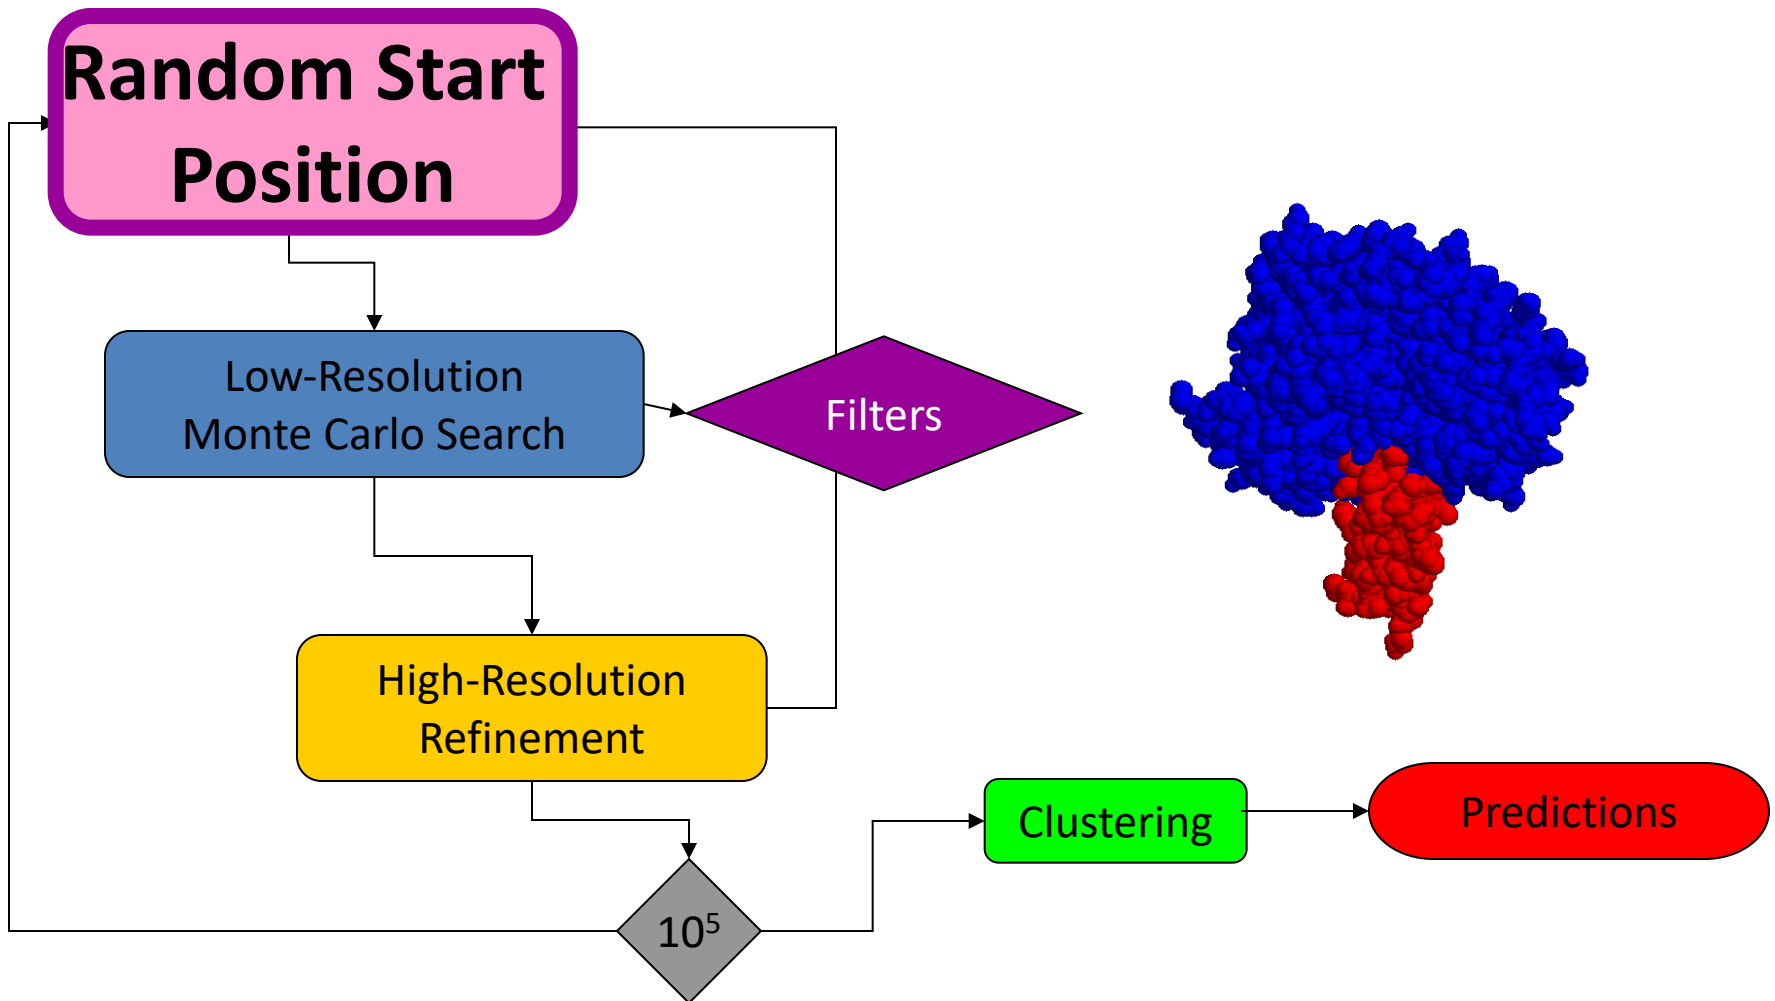 Random Start
Position
Low-Resolution
Monte Carlo Search
Filters
High-Resolution
Refinement
Clustering
Predictions
10⁵